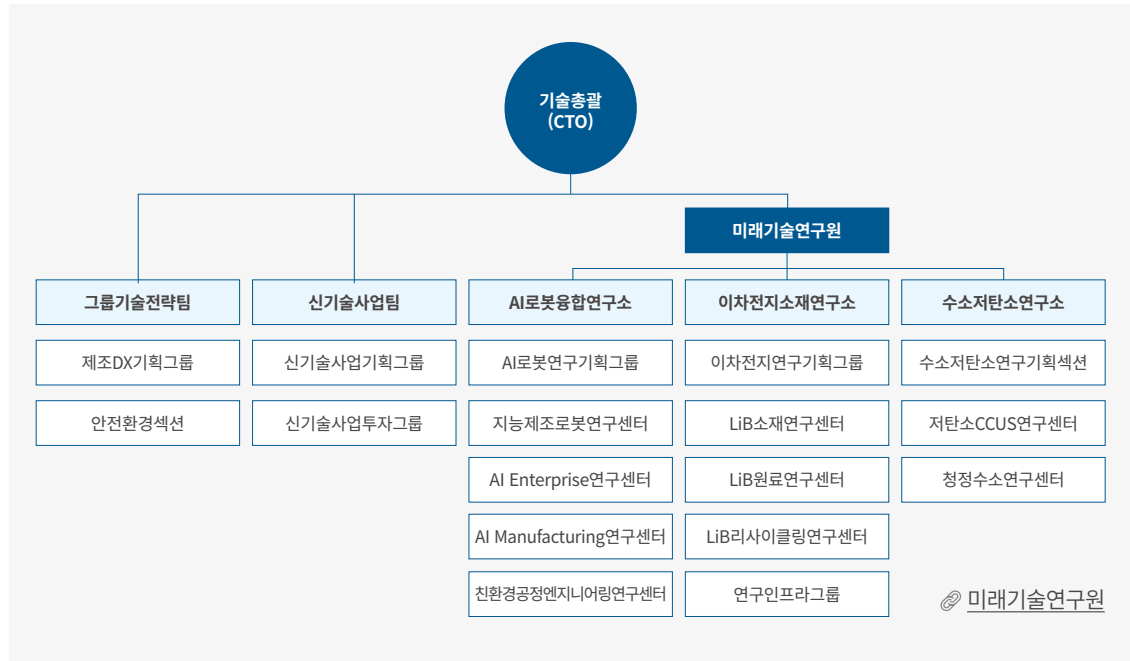 기술총괄
(CTO)
미래기술연구원
그룹기술전략팀
제조DX기획그룹
안전환경섹션
신기술사업팀
신기술사업기획그룹
신기술사업투자그룹
AI로봇융합연구소
AI로봇연구기획그룹
지능제조로봇연구센터
AI Enterprise연구센터
AI Manufacturing연구센터
친환경공정엔지니어링연구센터
이차전지소재연구소
이차전지연구기획그룹
LiB소재연구센터
LiB원료연구센터
LiB리사이클링연구센터
연구인프라그룹
수소저탄소연구소
수소저탄소연구기획섹션
저탄소CCUS연구센터
청정수소연구센터
미래기술연구원